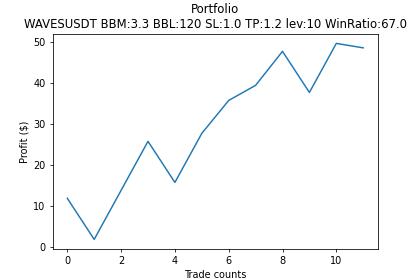 Portfolio
WAVESUSDT BBM:3.3 BBL:120 SL:1.0 TP:1.2 lev:10 WinRatio:67.0
50
40
30
20
10
0
Profit ($)
0 2 4 6 8 10
Trade counts